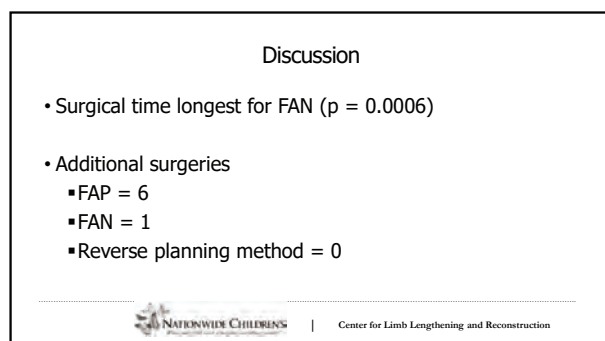 Discussion
• Surgical time longest for FAN (p = 0.0006)
• Additional surgeries
▪FAP = 6
▪FAN = 1
▪Reverse planning method = 0
NATIONWIDE CHILDREN'S | Center for Limb Lengthening and Reconstruction